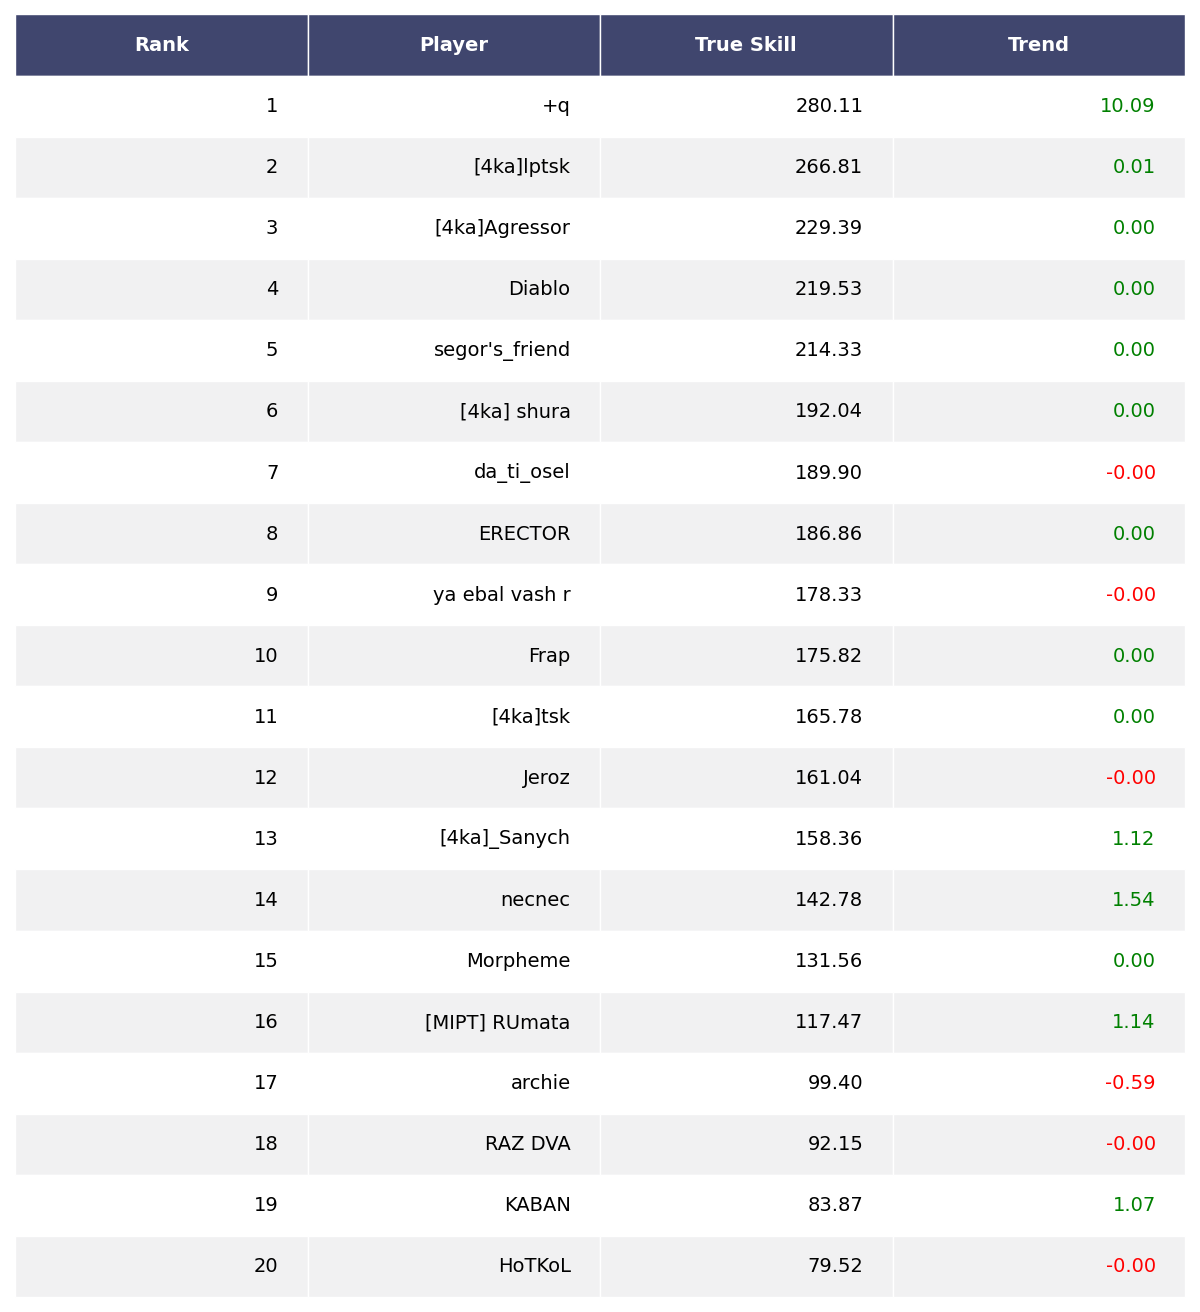 Rank Player True Skill Trend
1 +q 280.11 10.09
2 [4ka]lptsk 266.81 0.01
3 [4ka]Agressor 229.39 0.00
4 Diablo 219.53 0.00
5 segor's_friend 214.33 0.00
6 [4ka] shura 192.04 0.00
7 da_ti_osel 189.90 -0.00
8 ERECTOR 186.86 0.00
9 ya ebal vash r 178.33 -0.00
10 Frap 175.82 0.00
11 [4ka]tsk 165.78 0.00
12 Jeroz 161.04 -0.00
13 [4ka]_Sanych 158.36 1.12
14 necnec 142.78 1.54
15 Morpheme 131.56 0.00
16 [MIPT] RUmata 117.47 1.14
17 archie 99.40 -0.59
18 RAZ DVA 92.15 -0.00
19 KABAN 83.87 1.07
20 HoTKoL 79.52 -0.00